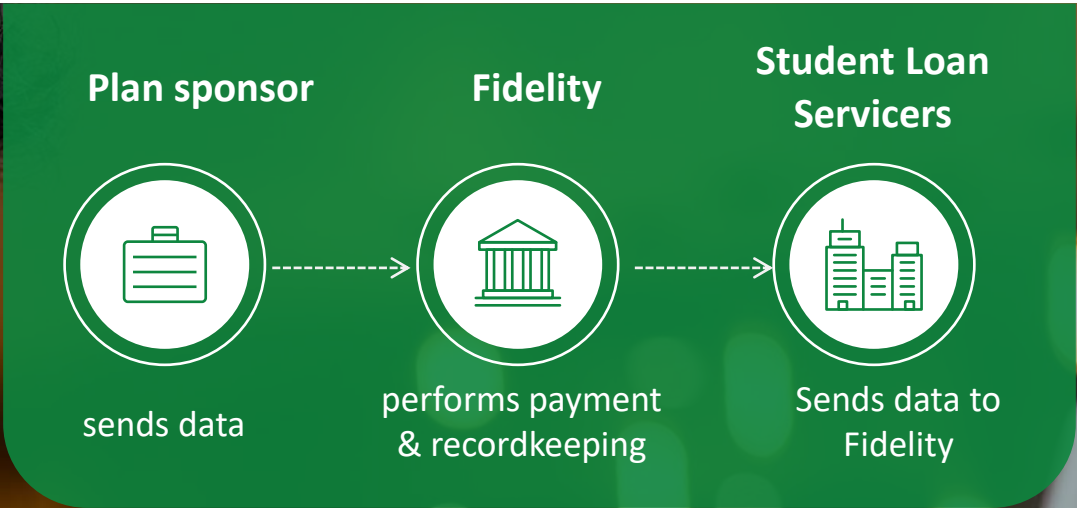 Plan sponsor
Fidelity
Student Loan
Servicers
sends data
performs payment
& recordkeeping
Sends data to
Fidelity